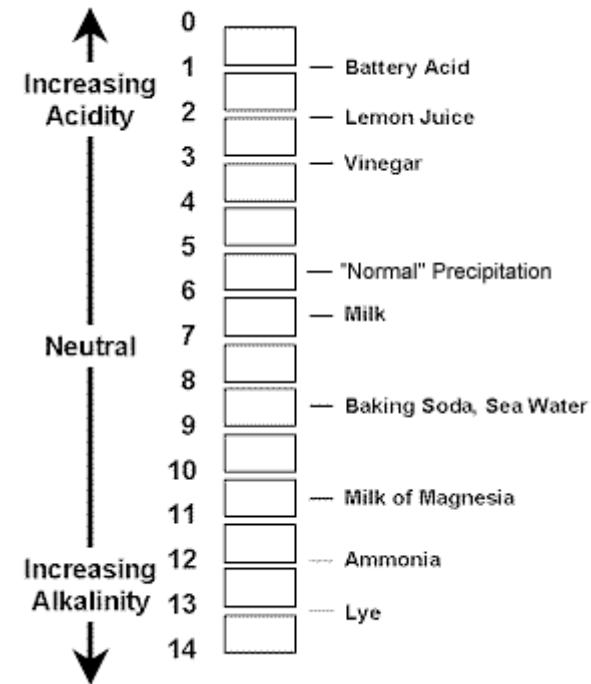 0
1
Battery Acid
Increasing
Acidity
2
Lemon Juice
3
Vinegar
4
5
"Normal" Precipitation
6
Milk
7
Neutral
8
Baking Soda, Sea Water
9
10
Milk of Magnesia
11
12
Ammonia
Increasing
Alkalinity
13
Lye
14